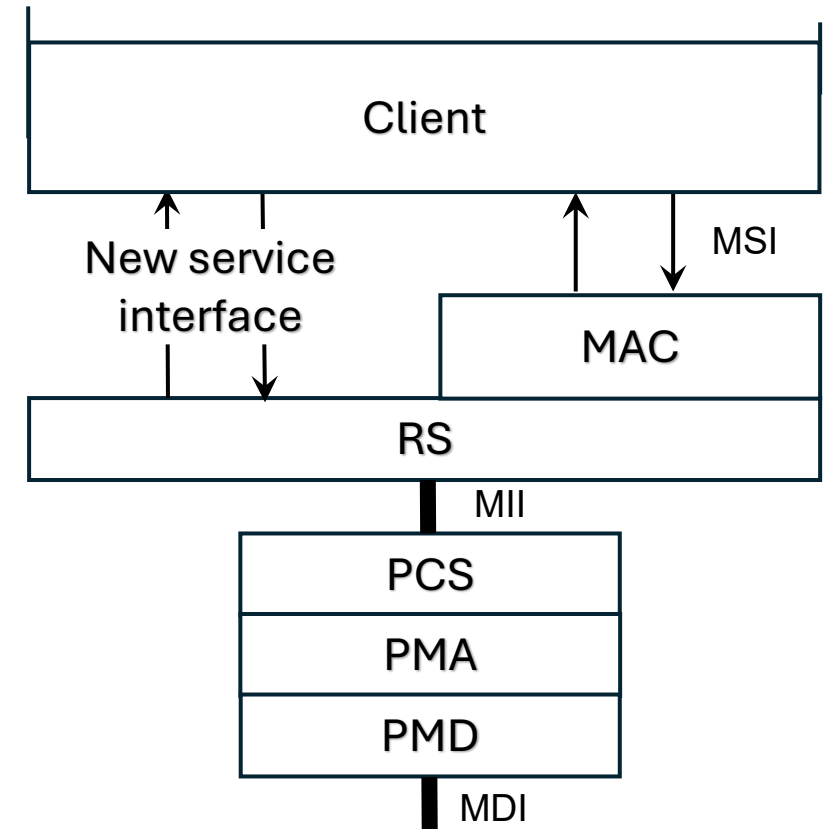 Client
New service
interface
MSI
MAC
RS
MII
PCS
PMA
PMD
MDI